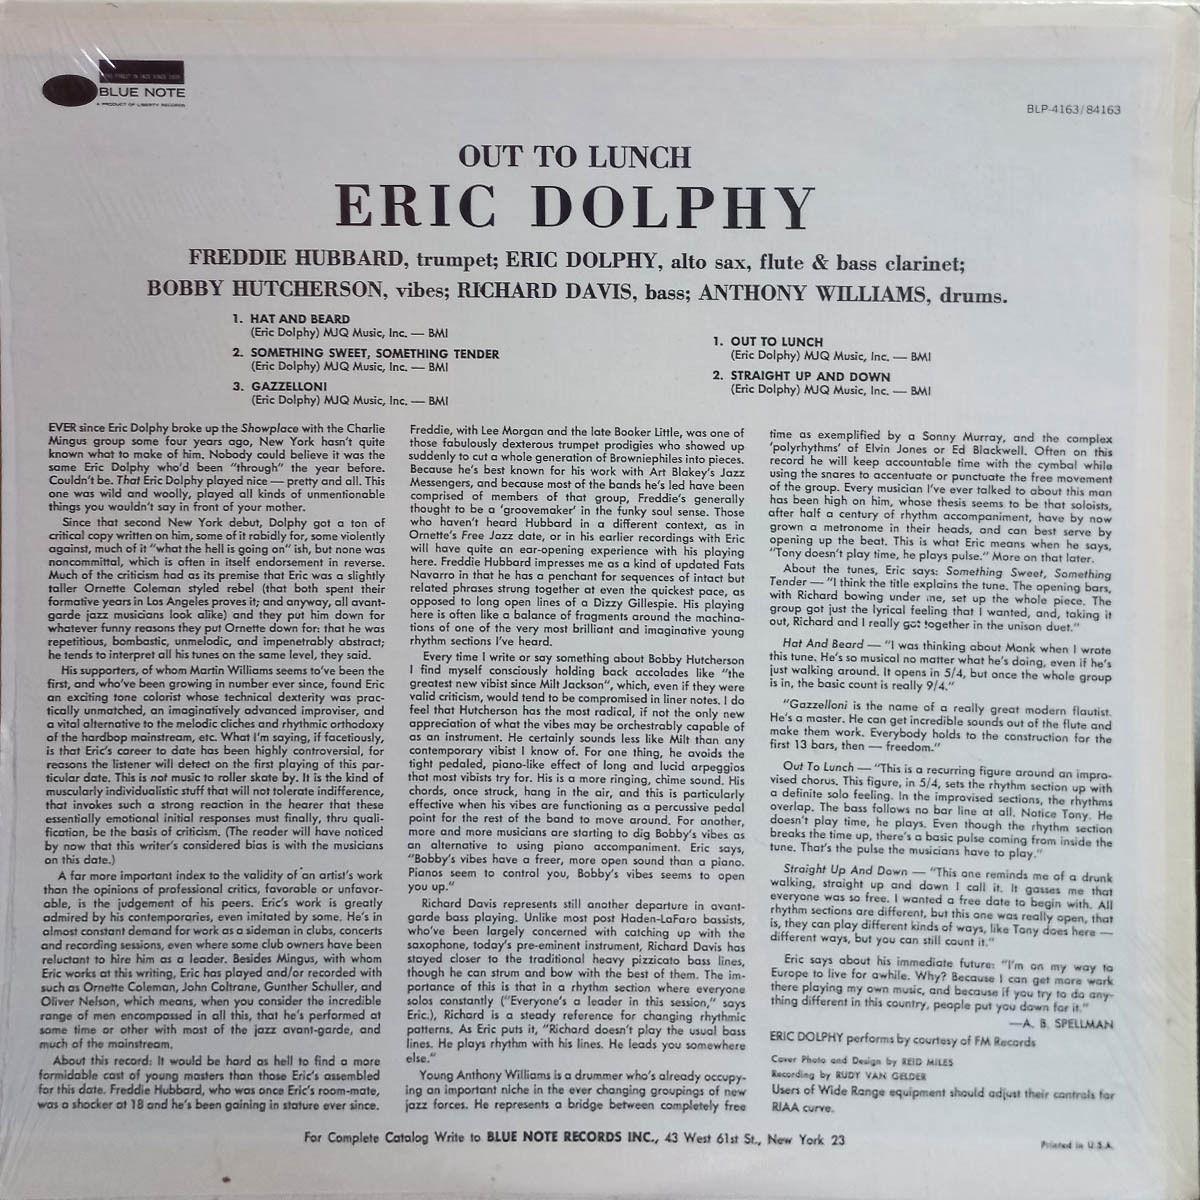 THE FINEST IN JAZZ SINCE 1939
BLUE NOTE
A PRODUCT OF LIBERTY RECORDS
BLP-4163/84163
OUT TO LUNCH
ERIC DOLPHY
FREDDIE HUBBARD, trumpet; ERIC DOLPHY, alto sax, flute & bass clarinet;
BOBBY HUTCHERSON, vibes; RICHARD DAVIS, bass; ANTHONY WILLIAMS, drums.
1. HAT AND BEARD
(Eric Dolphy) MJQ Music, Inc. — BMI
2. SOMETHING SWEET, SOMETHING TENDER
(Eric Dolphy) MJQ Music, Inc. — BMI
3. GAZZELLONI
(Eric Dolphy) MJQ Music, Inc. — BMI
1. OUT TO LUNCH
(Eric Dolphy) MJQ Music, Inc. — BMI
2. STRAIGHT UP AND DOWN
(Eric Dolphy) MJQ Music, Inc. — BMI
EVER since Eric Dolphy broke up the Showplace with the Charlie
Mingus group some four years ago, New York hasn't quite
known what to make of him. Nobody could believe it was the
same Eric Dolphy who'd been "through" the year before.
Couldn't be. That Eric Dolphy played nice — pretty and all. This
one was wild and woolly, played all kinds of unmentionable
things you wouldn't say in front of your mother.
Since that second New York debut, Dolphy got a ton of
critical copy written on him, some of it rabidly for, some violently
against, much of it "what the hell is going on" ish, but none was
noncommittal, which is often in itself endorsement in reverse.
Much of the criticism had as its premise that Eric was a slightly
taller Ornette Coleman styled rebel (that both spent their
formative years in Los Angeles proves it; and anyway, all avant-
garde jazz musicians look alike) and they put him down for
whatever funny reasons they put Ornette down for: that he was
repetitious, bombastic, unmelodic, and impenetrably abstract;
he tends to interpret all his tunes on the same level, they said.
His supporters, of whom Martin Williams seems to've been the
first, and who've been growing in number ever since, found Eric
an exciting tone colorist whose technical dexterity was prac-
tically unmatched, an imaginatively advanced improviser, and
a vital alternative to the melodic cliches and rhythmic orthodoxy
of the hardbop mainstream, etc. What I'm saying, if facetiously,
is that Eric's career to date has been highly controversial, for
reasons the listener will detect on the first playing of this par-
ticular date. This is not music to roller skate by. It is the kind of
muscularly individualistic stuff that will not tolerate indifference,
that invokes such a strong reaction in the hearer that these
essentially emotional initial responses must finally, thru quali-
fication, be the basis of criticism. (The reader will have noticed
by now that this writer's considered bias is with the musicians
on this date.)
A far more important index to the validity of an artist's work
than the opinions of professional critics, favorable or unfavor-
able, is the judgement of his peers. Eric's work is greatly
admired by his contemporaries, even imitated by some. He's in
almost constant demand for work as a sideman in clubs, concerts
and recording sessions, even where some club owners have been
reluctant to hire him as a leader. Besides Mingus, with whom
Eric works at this writing, Eric has played and/or recorded with
such as Ornette Coleman, John Coltrane, Gunther Schuller, and
Oliver Nelson, which means, when you consider the incredible
range of men encompassed in all this, that he's performed at
some time or other with most of the jazz avant-garde, and
much of the mainstream.
About this record: It would be hard as hell to find a more
formidable cast of young masters than those Eric's assembled
for this date. Freddie Hubbard, who was once Eric's room-mate,
was a shocker at 18 and he's been gaining in stature ever since.
Freddie, with Lee Morgan and the late Booker Little, was one of
those fabulously dexterous trumpet prodigies who showed up
suddenly to cut a whole generation of Browniephiles into pieces.
Because he's best known for his work with Art Blakey's Jazz
Messengers, and because most of the bands he's led have been
comprised of members of that group, Freddie's generally
thought to be a 'groovemaker' in the funky soul sense. Those
who haven't heard Hubbard in a different context, as in
Ornette's Free Jazz date, or in his earlier recordings with Eric
will have quite an ear-opening experience with his playing
here. Freddie Hubbard impresses me as a kind of updated Fats
Navarro in that he has a penchant for sequences of intact but
related phrases strung together at even the quickest pace, as
opposed to long open lines of a Dizzy Gillespie. His playing
here is often like a balance of fragments around the machina-
tions of one of the very most brilliant and imaginative young
rhythm sections I've heard.
Every time I write or say something about Bobby Hutcherson
I find myself consciously holding back accolades like "the
greatest new vibist since Milt Jackson", which, even if they were
valid criticism, would tend to be compromised in liner notes. I do
feel that Hutcherson has the most radical, if not the only new
appreciation of what the vibes may be orchestrally capable of
as an instrument. He certainly sounds less like Milt than any
contemporary vibist I know of. For one thing, he avoids the
tight pedaled, piano-like effect of long and lucid arpeggios
that most vibists try for. His is a more ringing, chime sound. His
chords, once struck, hang in the air, and this is particularly
effective when his vibes are functioning as a percussive pedal
point for the rest of the band to move around. For another,
more and more musicians are starting to dig Bobby's vibes as
an alternative to using piano accompaniment. Eric says,
"Bobby's vibes have a freer, more open sound than a piano.
Pianos seem to control you, Bobby's vibes seems to open
you up."
Richard Davis represents still another departure in avant-
garde bass playing. Unlike most post Haden-LaFaro bassists,
who've been largely concerned with catching up with the
saxophone, today's pre-eminent instrument, Richard Davis has
stayed closer to the traditional heavy pizzicato bass lines,
though he can strum and bow with the best of them. The im-
portance of this is that in a rhythm section where everyone
solos constantly ("Everyone's a leader in this session," says
Eric.), Richard is a steady reference for changing rhythmic
patterns. As Eric puts it, "Richard doesn't play the usual bass
lines. He plays rhythm with his lines. He leads you somewhere
else."
Young Anthony Williams is a drummer who's already occupy-
ing an important niche in the ever changing groupings of new
jazz forces. He represents a bridge between completely free
time as exemplified by a Sonny Murray, and the complex
'polyrhythms' of Elvin Jones or Ed Blackwell. Often on this
record he will keep accountable time with the cymbal while
using the snares to accentuate or punctuate the free movement
of the group. Every musician I've ever talked to about this man
has been high on him, whose thesis seems to be that soloists,
after half a century of rhythm accompaniment, have by now
grown a metronome in their heads, and can best serve by
opening up the beat. This is what Eric means when he says,
"Tony doesn't play time, he plays pulse." More on that later.
About the tunes, Eric says: Something Sweet, Something
Tender — "I think the title explains the tune. The opening bars,
with Richard bowing under me, set up the whole piece. The
group got just the lyrical feeling that I wanted, and, taking it
out, Richard and I really got together in the unison duet."
Hat And Beard — "I was thinking about Monk when I wrote
this tune. He's so musical no matter what he's doing, even if he's
just walking around. It opens in 5/4, but once the whole group
is in, the basic count is really 9/4."
"Gazzelloni is the name of a really great modern flautist.
He's a master. He can get incredible sounds out of the flute and
make them work. Everybody holds to the construction for the
first 13 bars, then — freedom."
Out To Lunch — "This is a recurring figure around an impro-
vised chorus. This figure, in 5/4, sets the rhythm section up with
a definite solo feeling. In the improvised sections, the rhythms
overlap. The bass follows no bar line at all. Notice Tony. He
doesn't play time, he plays. Even though the rhythm section
breaks the time up, there's a basic pulse coming from inside the
tune. That's the pulse the musicians have to play."
Straight Up And Down — "This one reminds me of a drunk
walking, straight up and down I call it. It gasses me that
everyone was so free. I wanted a free date to begin with. All
rhythm sections are different, but this one was really open, that
is, they can play different kinds of ways, like Tony does here —
different ways, but you can still count it."
Eric says about his immediate future: "I'm on my way to
Europe to live for awhile. Why? Because I can get more work
there playing my own music, and because if you try to do any-
thing different in this country, people put you down for it."
—A. B. SPELLMAN
ERIC DOLPHY performs by courtesy of FM Records
Cover Photo and Design by REID MILES
Recording by RUDY VAN GELDER
Users of Wide Range equipment should adjust their controls for
RIAA curve.
For Complete Catalog Write to BLUE NOTE RECORDS INC., 43 West 61st St., New York 23
Printed in U.S.A.